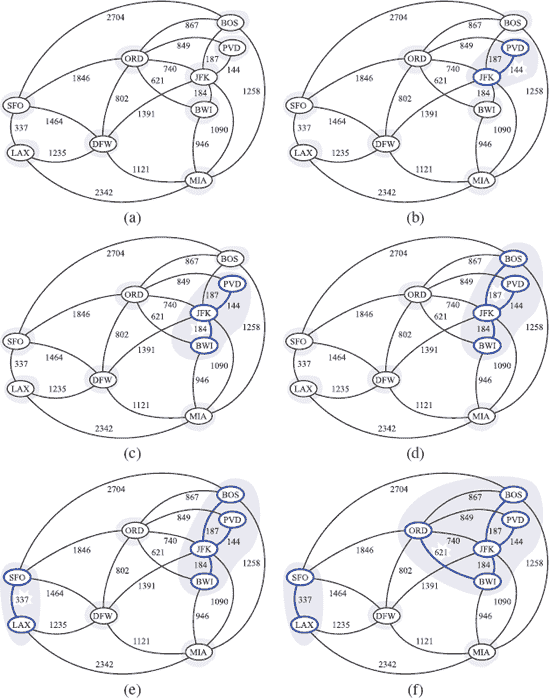 2704 BOS 2704 BOS
867 867
849 PVD 849 PVD
ORD 187 ORD 187
1846 740 144 1846 740 144
JFK JFK
621 184 621 184
SFO 802 1258 SFO 802 1258
BWI BWI
1464 1391 1464 1391
337 1090 337 1090
DFW 946 DFW 946
LAX 1235 LAX 1235
1121 1121
MIA MIA
2342 2342
(a) (b)
2704 BOS 2704 BOS
867 867
849 PVD 849 PVD
ORD 187 ORD 187
1846 740 144 1846 740 144
JFK JFK
621 184 621 184
SFO 802 1258 SFO 802 1258
BWI BWI
1464 1391 1464 1391
337 1090 337 1090
DFW 946 DFW 946
LAX 1235 LAX 1235
1121 1121
MIA MIA
2342 2342
(c) (d)
2704 BOS 2704 BOS
867 867
849 PVD 849 PVD
ORD 187 ORD 187
1846 740 144 1846 740 144
JFK JFK
621 184 621 184
SFO 802 1258 SFO 802 1258
BWI BWI
1464 1391 1464 1391
337 1090 337 1090
DFW 946 DFW 946
LAX 1235 LAX 1235
1121 1121
MIA MIA
2342 2342
(e) (f)